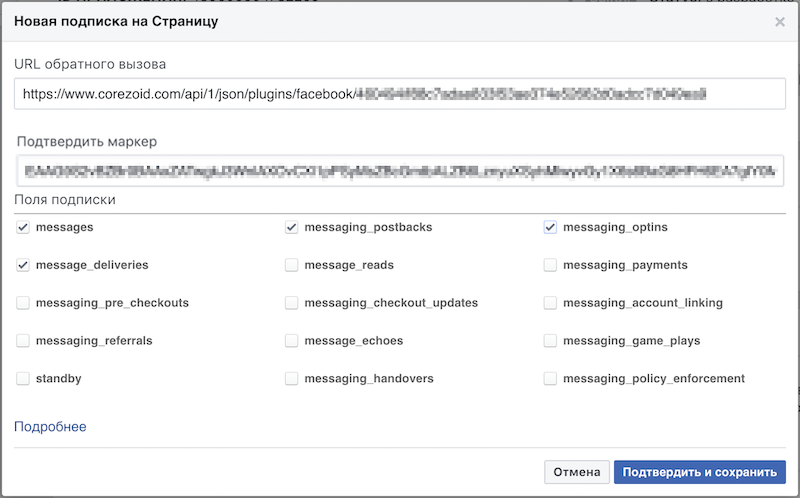 Новая подписка на Страницу
URL обратного вызова
https://www.corezoid.com/api/1/json/plugins/facebook/
Подтвердить маркер
Поля подписки
messages messaging_postbacks messaging_optins
message_deliveries message_reads messaging_payments
messaging_pre_checkouts messaging_checkout_updates messaging_account_linking
messaging_referrals message_echoes messaging_game_plays
standby messaging_handovers messaging_policy_enforcement
Подробнее
Отмена Подтвердить и сохранить